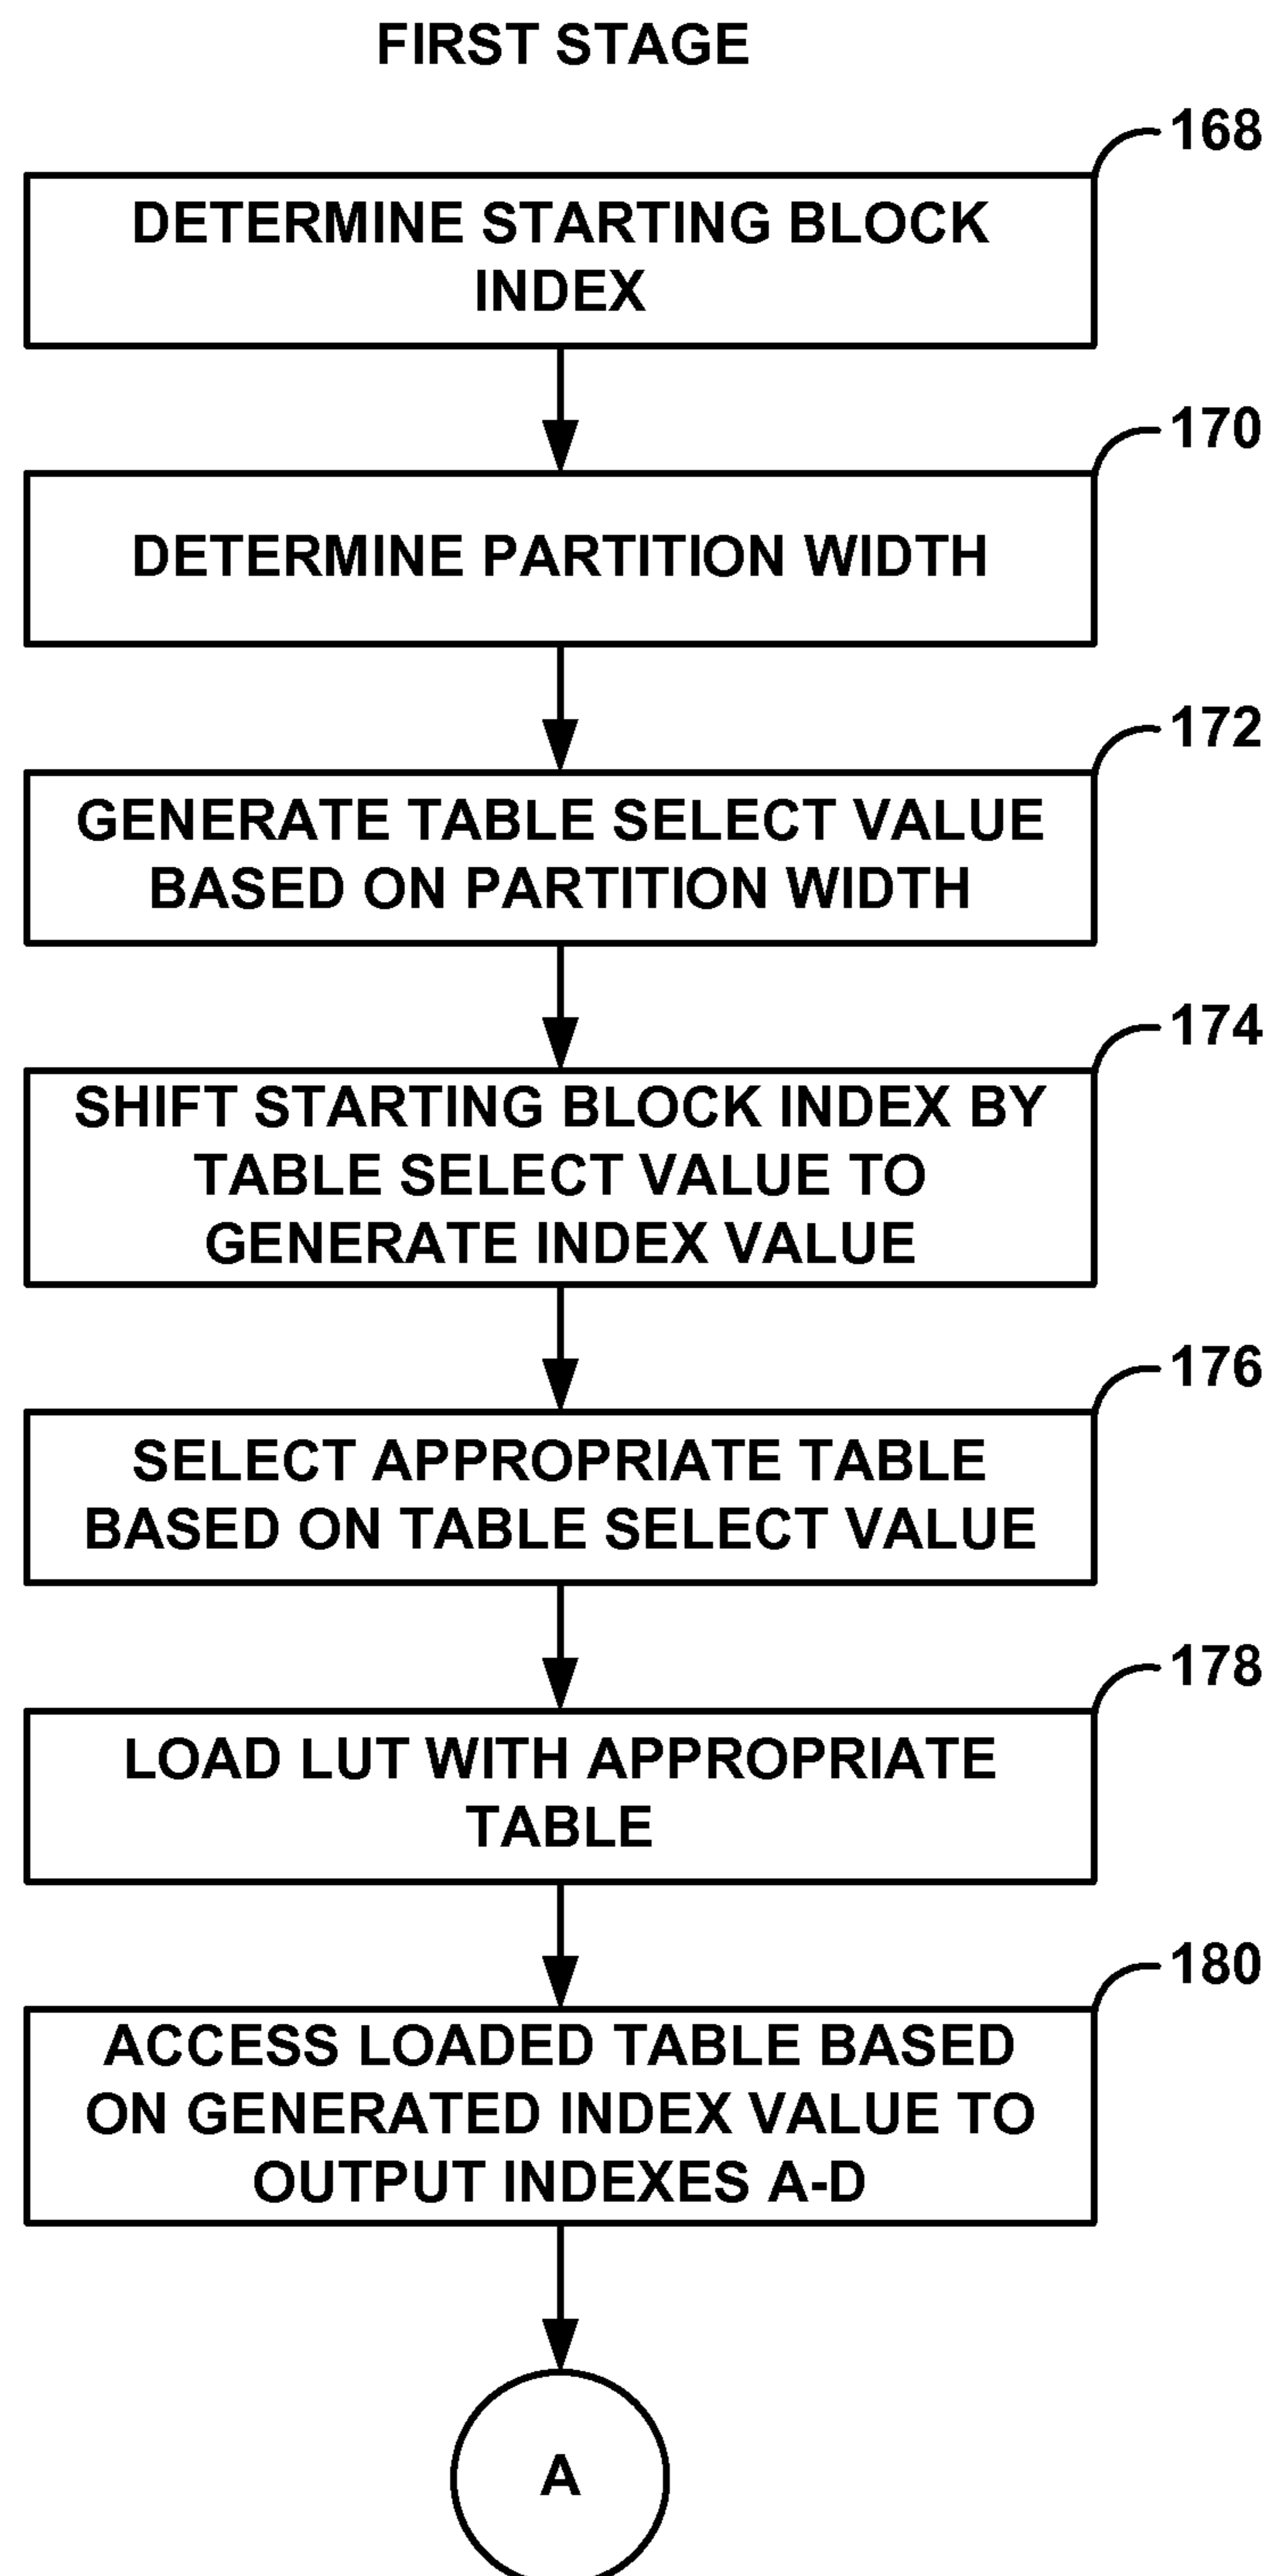 FIRST STAGE
168
DETERMINE STARTING BLOCK
INDEX
170
DETERMINE PARTITION WIDTH
172
GENERATE TABLE SELECT VALUE
BASED ON PARTITION WIDTH
174
SHIFT STARTING BLOCK INDEX BY
TABLE SELECT VALUE TO
GENERATE INDEX VALUE
176
SELECT APPROPRIATE TABLE
BASED ON TABLE SELECT VALUE
178
LOAD LUT WITH APPROPRIATE
TABLE
180
ACCESS LOADED TABLE BASED
ON GENERATED INDEX VALUE TO
OUTPUT INDEXES A-D
A